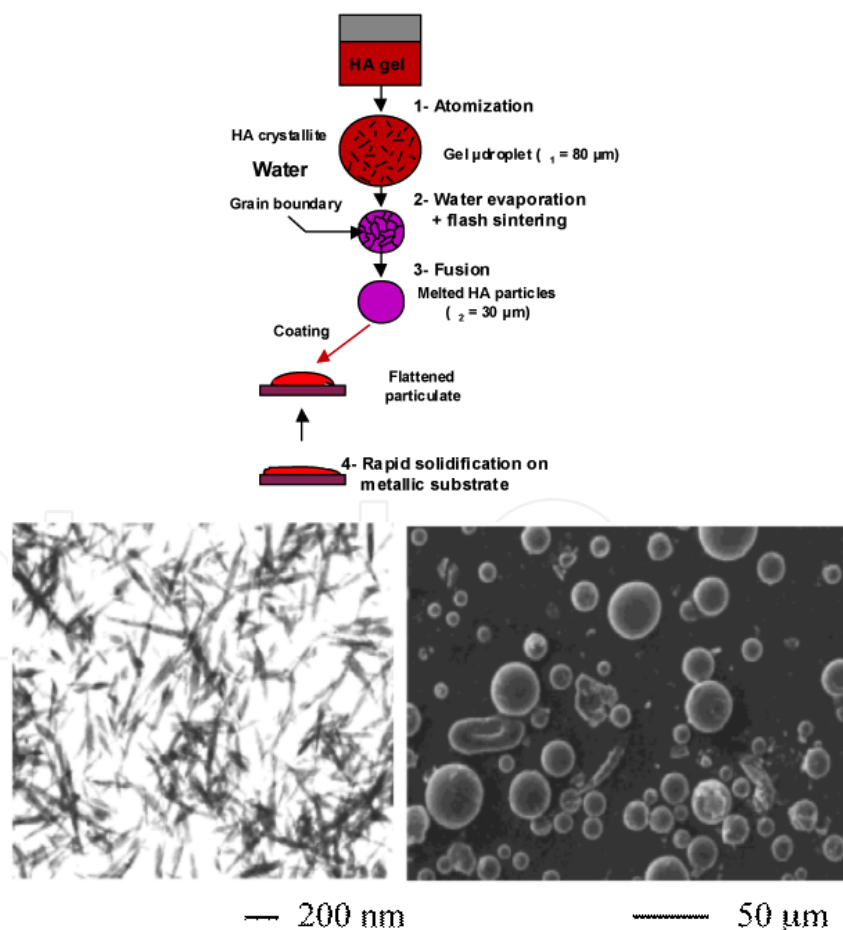 HA gel
1- Atomization
HA crystallite
Gel µdroplet ( ₁ = 80 µm)
Water
2- Water evaporation
+ flash sintering
Grain boundary
3- Fusion
Melted HA particles
( ₂ = 30 µm)
Coating
Flattened
particulate
4- Rapid solidification on
metallic substrate
200 nm
50 µm